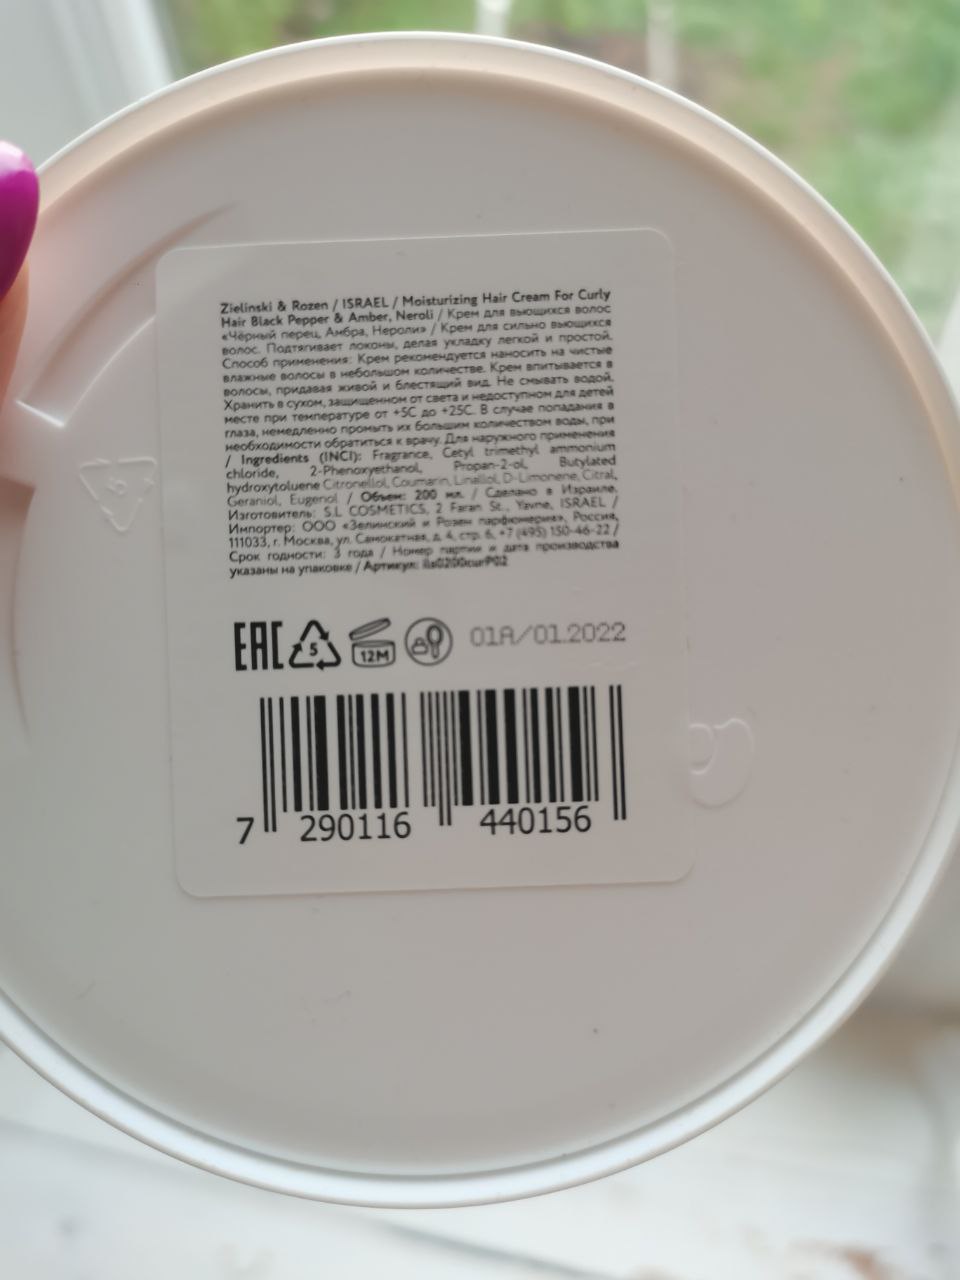 Zielinski & Rozen / ISRAEL / Moisturizing Hair Cream For Curly
Hair Black Pepper & Amber, Neroli / Крем для вьющихся волос
«Чёрный перец, Амбра, Нероли» / Крем для сильно вьющихся
волос. Подтягивает локоны, делая укладку легкой и простой.
Способ применения: Крем рекомендуется наносить на чистые
влажные волосы в небольшом количестве. Крем впитывается в
волосы, придавая живой и блестящий вид. Не смывать водой.
Хранить в сухом, защищенном от света и недоступном для детей
месте при температуре от +5С до +25С. В случае попадания в
глаза, немедленно промыть их большим количеством воды, при
необходимости обратиться к врачу. Для наружного применения
/ Ingredients (INCI): Fragrance, Cetyl trimethyl ammonium
chloride, 2-Phenoxyethanol, Propan-2-ol, Butylated
hydroxytoluene Citronellol, Coumarin, Linallol, D-Limonene, Citral,
Geraniol, Eugenol / Объем: 200 мл. / Сделано в Израиле.
Изготовитель: S.L COSMETICS, 2 Faran St., Yavne, ISRAEL /
Импортер: ООО «Зелинский и Розен парфюмерия», Россия,
111033, г. Москва, ул. Самокатная, д. 4, стр. 6, +7 (495) 150-46-22 /
Срок годности: 3 года / Номер партии и дата производства
указаны на упаковке / Артикул: ils0200curP02
EAC 5 12M 01A/01.2022
5
7 290116 440156